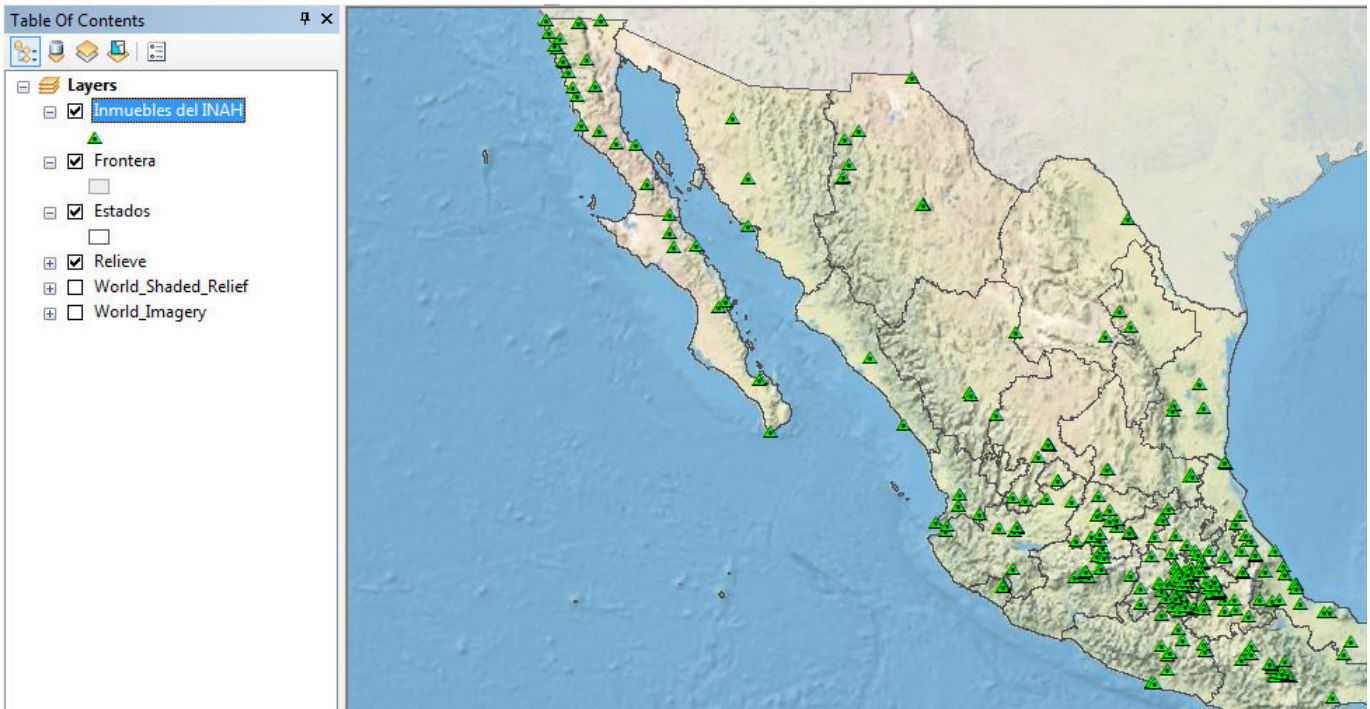 Table Of Contents
Layers
Inmuebles del INAH
Frontera
Estados
Relieve
World_Shaded_Relief
World_Imagery